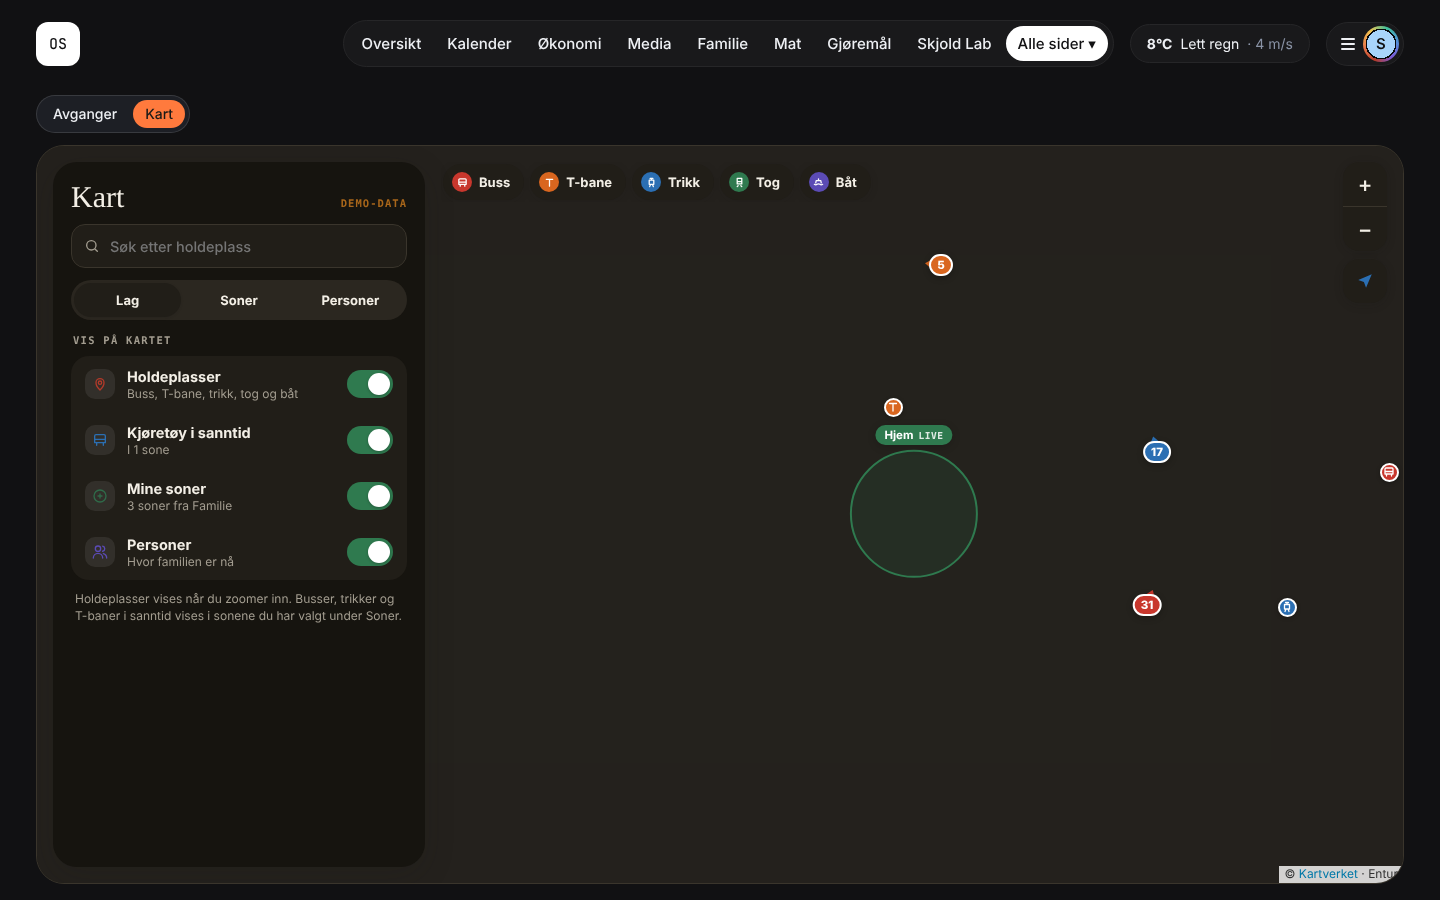 OS
Oversikt Kalender Økonomi Media Familie Mat Gjøremål Skjold Lab Alle sider ▾
8°C Lett regn · 4 m/s
S
Avganger Kart
Kart
DEMO-DATA
Søk etter holdeplass
Lag Soner Personer
VIS PÅ KARTET
Holdeplasser
Buss, T-bane, trikk, tog og båt
Kjøretøy i sanntid
I 1 sone
Mine soner
3 soner fra Familie
Personer
Hvor familien er nå
Holdeplasser vises når du zoomer inn. Busser, trikker og
T-baner i sanntid vises i sonene du har valgt under Soner.
Buss T-bane Trikk Tog Båt
+
−
5
T
Hjem LIVE
17
31
© Kartverket · Entur